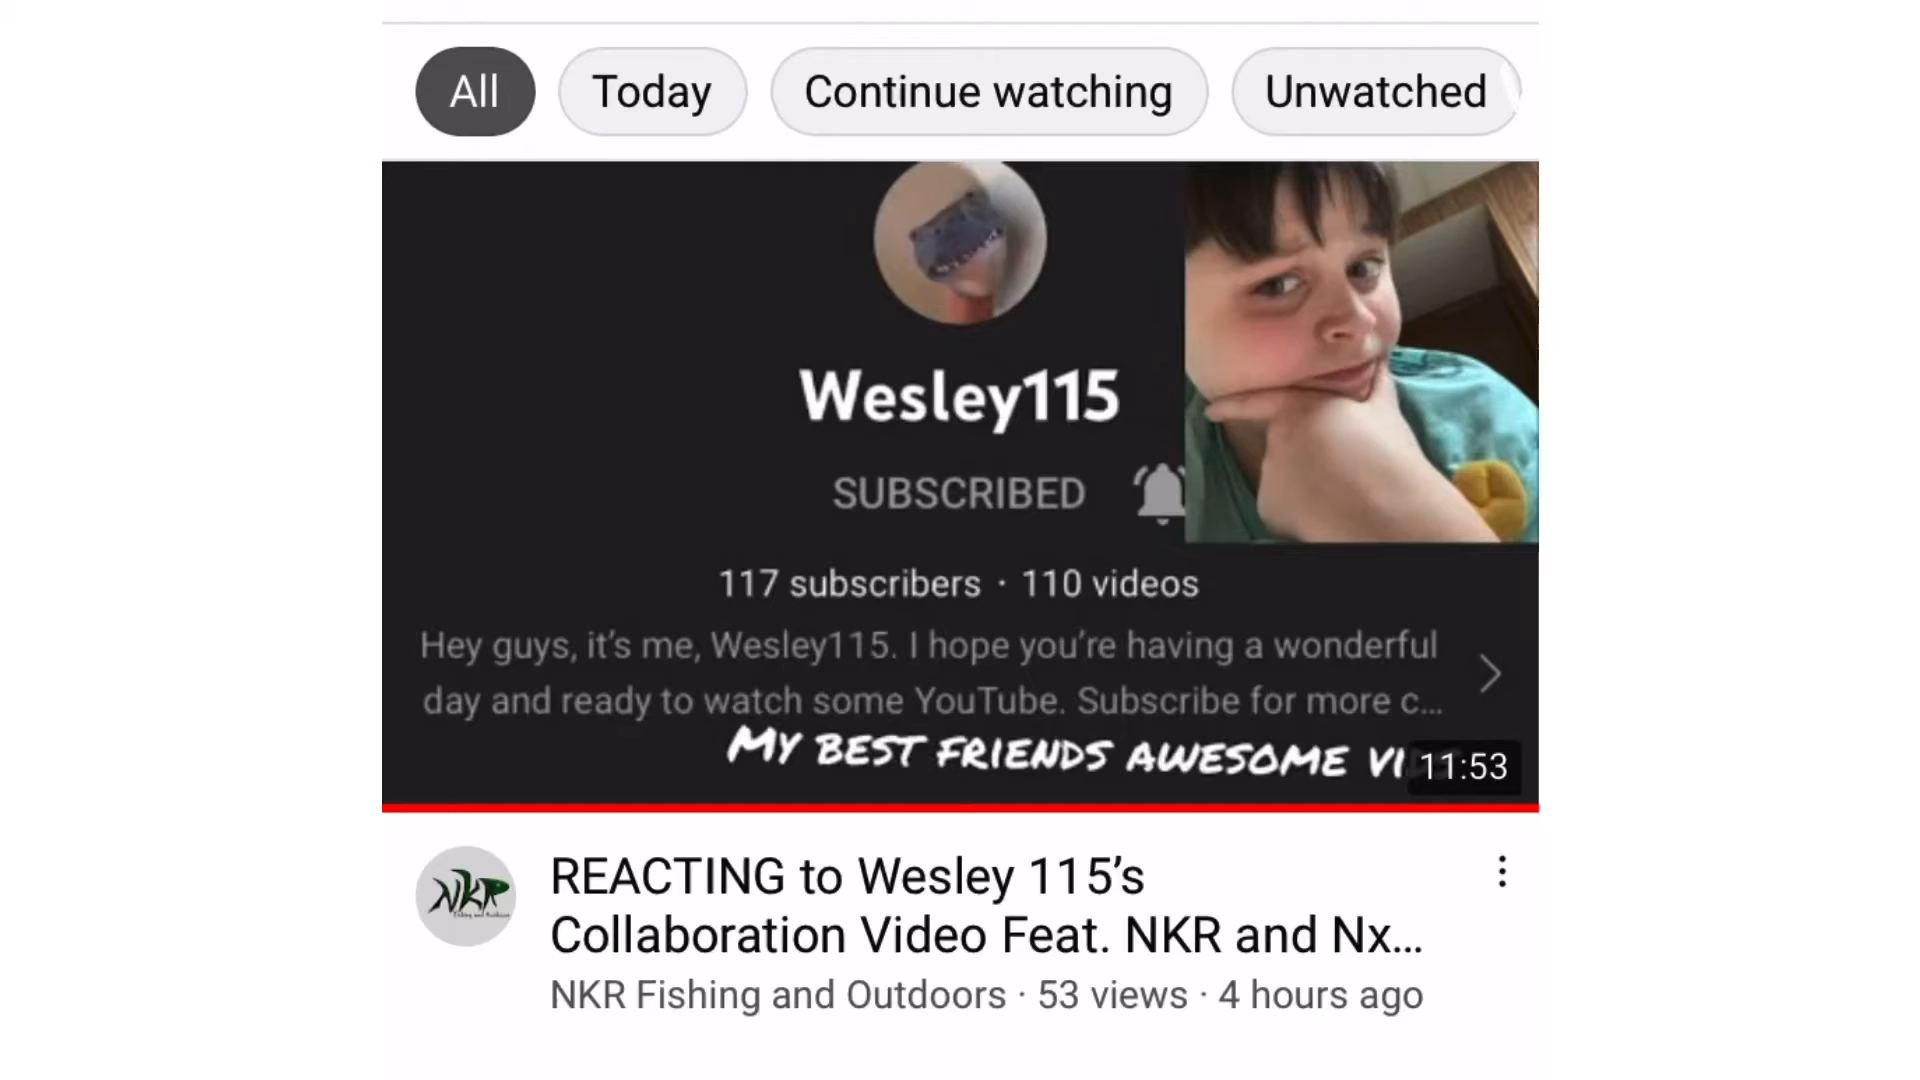 All Today Continue watching Unwatched
Wesley115
SUBSCRIBED
117 subscribers · 110 videos
Hey guys, it's me, Wesley115. I hope you're having a wonderful
day and ready to watch some YouTube. Subscribe for more c...
MY BEST FRIENDS AWESOME VI
11:53
NKR
REACTING to Wesley 115's
Collaboration Video Feat. NKR and Nx...
NKR Fishing and Outdoors · 53 views · 4 hours ago